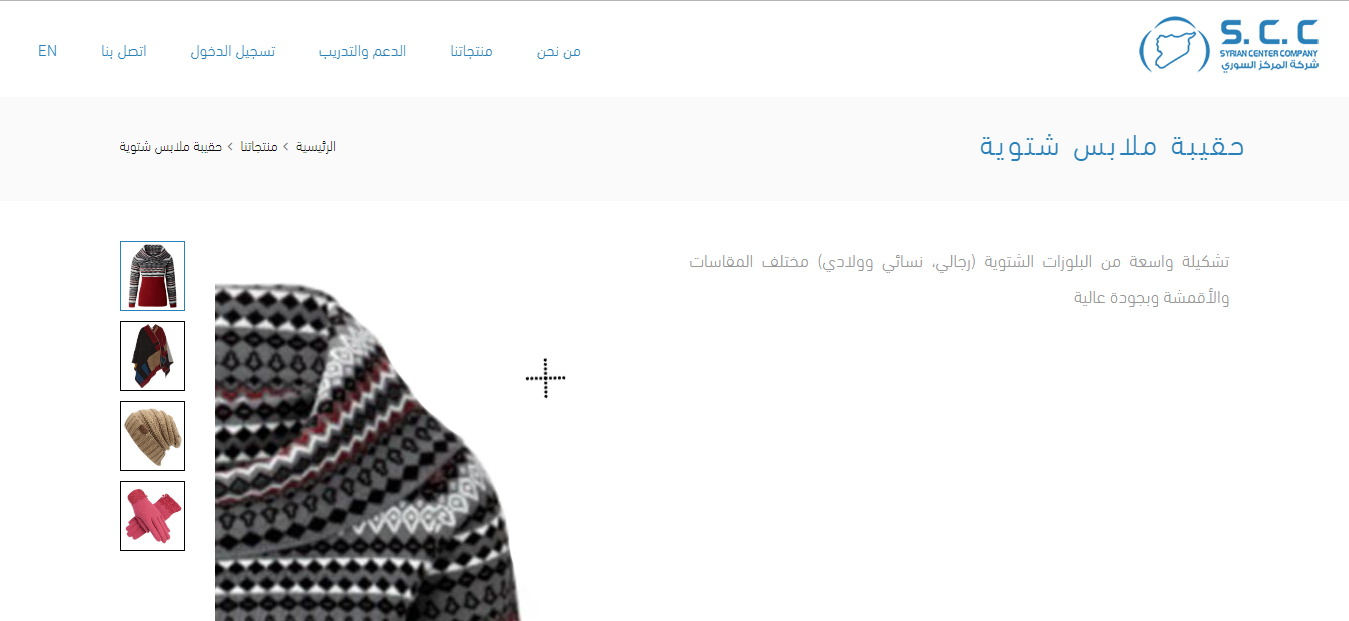 S. C. C
SYRIAN CENTER COMPANY
شركة المركز السوري
من نحن
منتجاتنا
الدعم والتدريب
تسجيل الدخول
اتصل بنا
EN
حقيبة ملابس شتوية
الرئيسية > منتجاتنا > حقيبة ملابس شتوية
تشكيلة واسعة من البلوزات الشتوية (رجالي، نسائي وولادي) مختلف المقاسات
والأقمشة وبجودة عالية